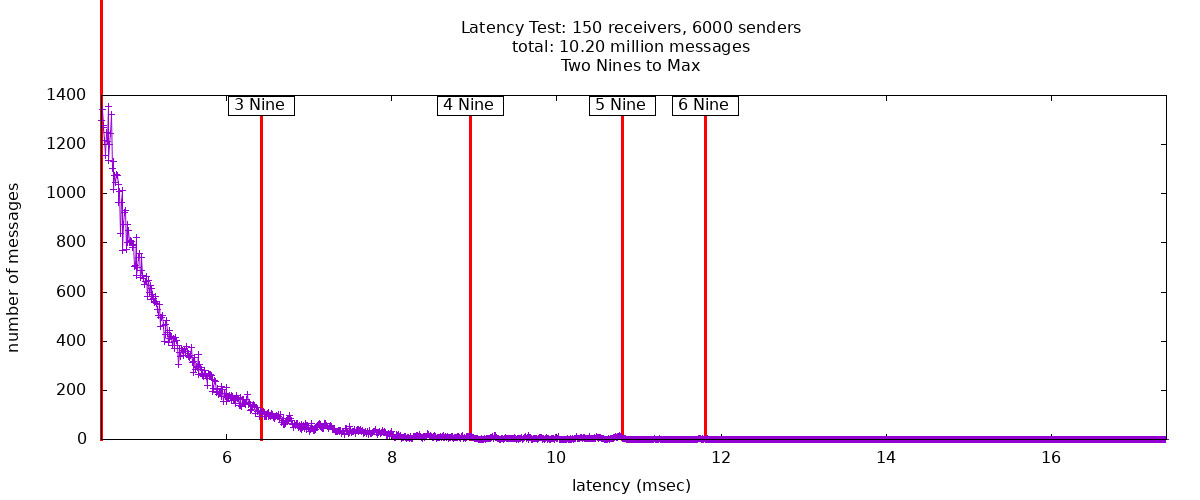 Latency Test: 150 receivers, 6000 senders
total: 10.20 million messages
Two Nines to Max
1400
1200
1000
800
600
400
200
0
number of messages
3 Nine
4 Nine
5 Nine
6 Nine
6 8 10 12 14 16
latency (msec)